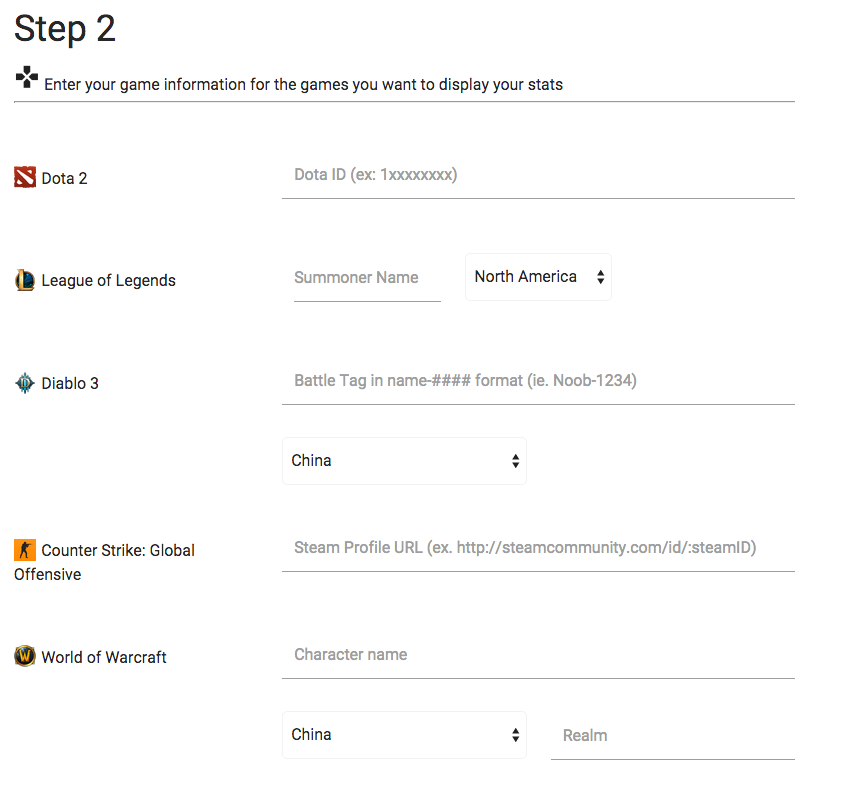 Step 2
Enter your game information for the games you want to display your stats
Dota 2
Dota ID (ex: 1xxxxxxxx)
League of Legends
Summoner Name
North America
Diablo 3
Battle Tag in name-#### format (ie. Noob-1234)
China
Counter Strike: Global
Offensive
Steam Profile URL (ex. http://steamcommunity.com/id/:steamID)
World of Warcraft
Character name
China
Realm